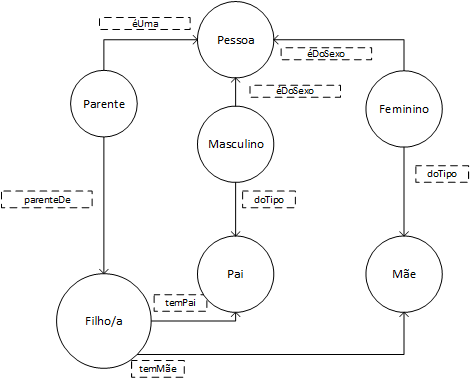 éUma
Pessoa
éDoSexo
éDoSexo
Parente
Feminino
Masculino
doTipo
parenteDe
doTipo
Pai
Mãe
temPai
Filho/a
temMãe